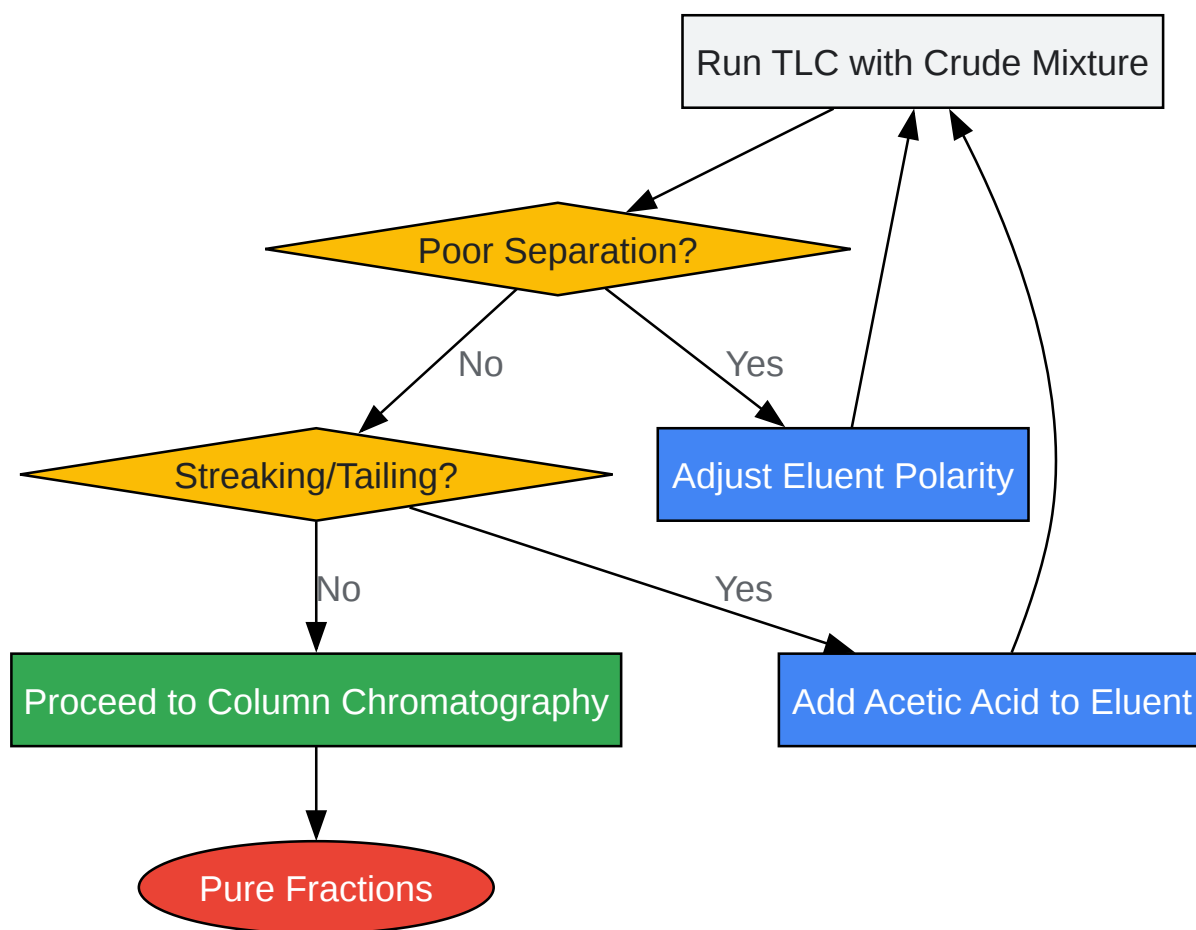 Run TLC with Crude Mixture
Poor Separation?
No
Yes
Streaking/Tailing?
Adjust Eluent Polarity
No
Yes
Proceed to Column Chromatography
Add Acetic Acid to Eluent
Pure Fractions